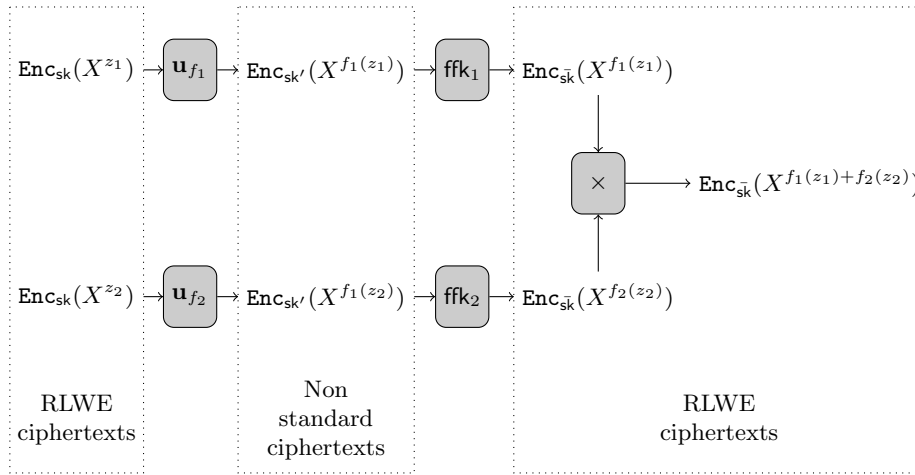 Enc_sk(X^{z_1}) u_{f_1} Enc_{sk′}(X^{f_1(z_1)}) ffk_1 Enc_{s̄k}(X^{f_1(z_1)})
× Enc_{s̄k}(X^{f_1(z_1)+f_2(z_2)})
Enc_sk(X^{z_2}) u_{f_2} Enc_{sk′}(X^{f_1(z_2)}) ffk_2 Enc_{s̄k}(X^{f_2(z_2)})
RLWE
ciphertexts
Non
standard
ciphertexts
RLWE
ciphertexts